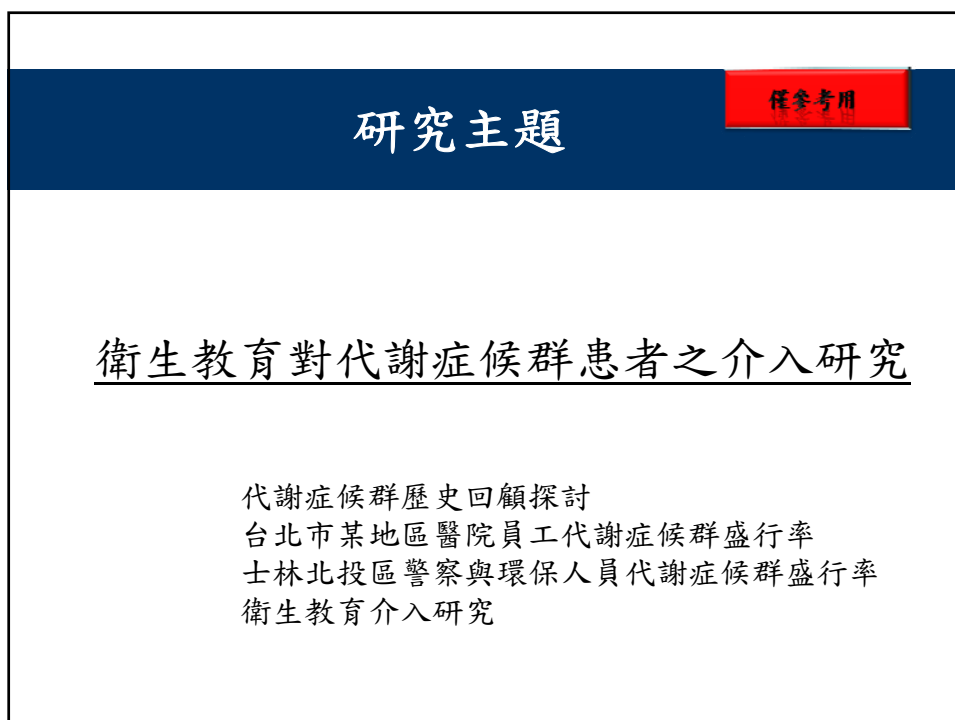 研究主題
僅參考用
衛生教育對代謝症候群患者之介入研究
代謝症候群歷史回顧探討
台北市某地區醫院員工代謝症候群盛行率
士林北投區警察與環保人員代謝症候群盛行率
衛生教育介入研究